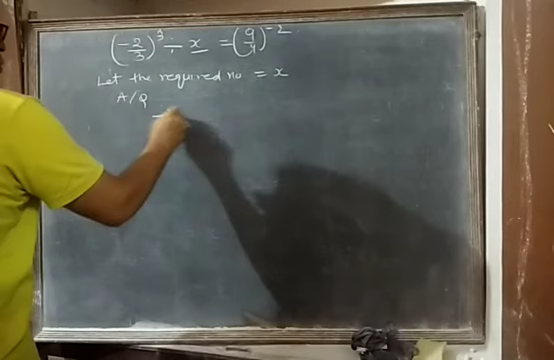 (-2/3)^3 ÷ x = (9/4)^-2
Let the required no = x
A/Q